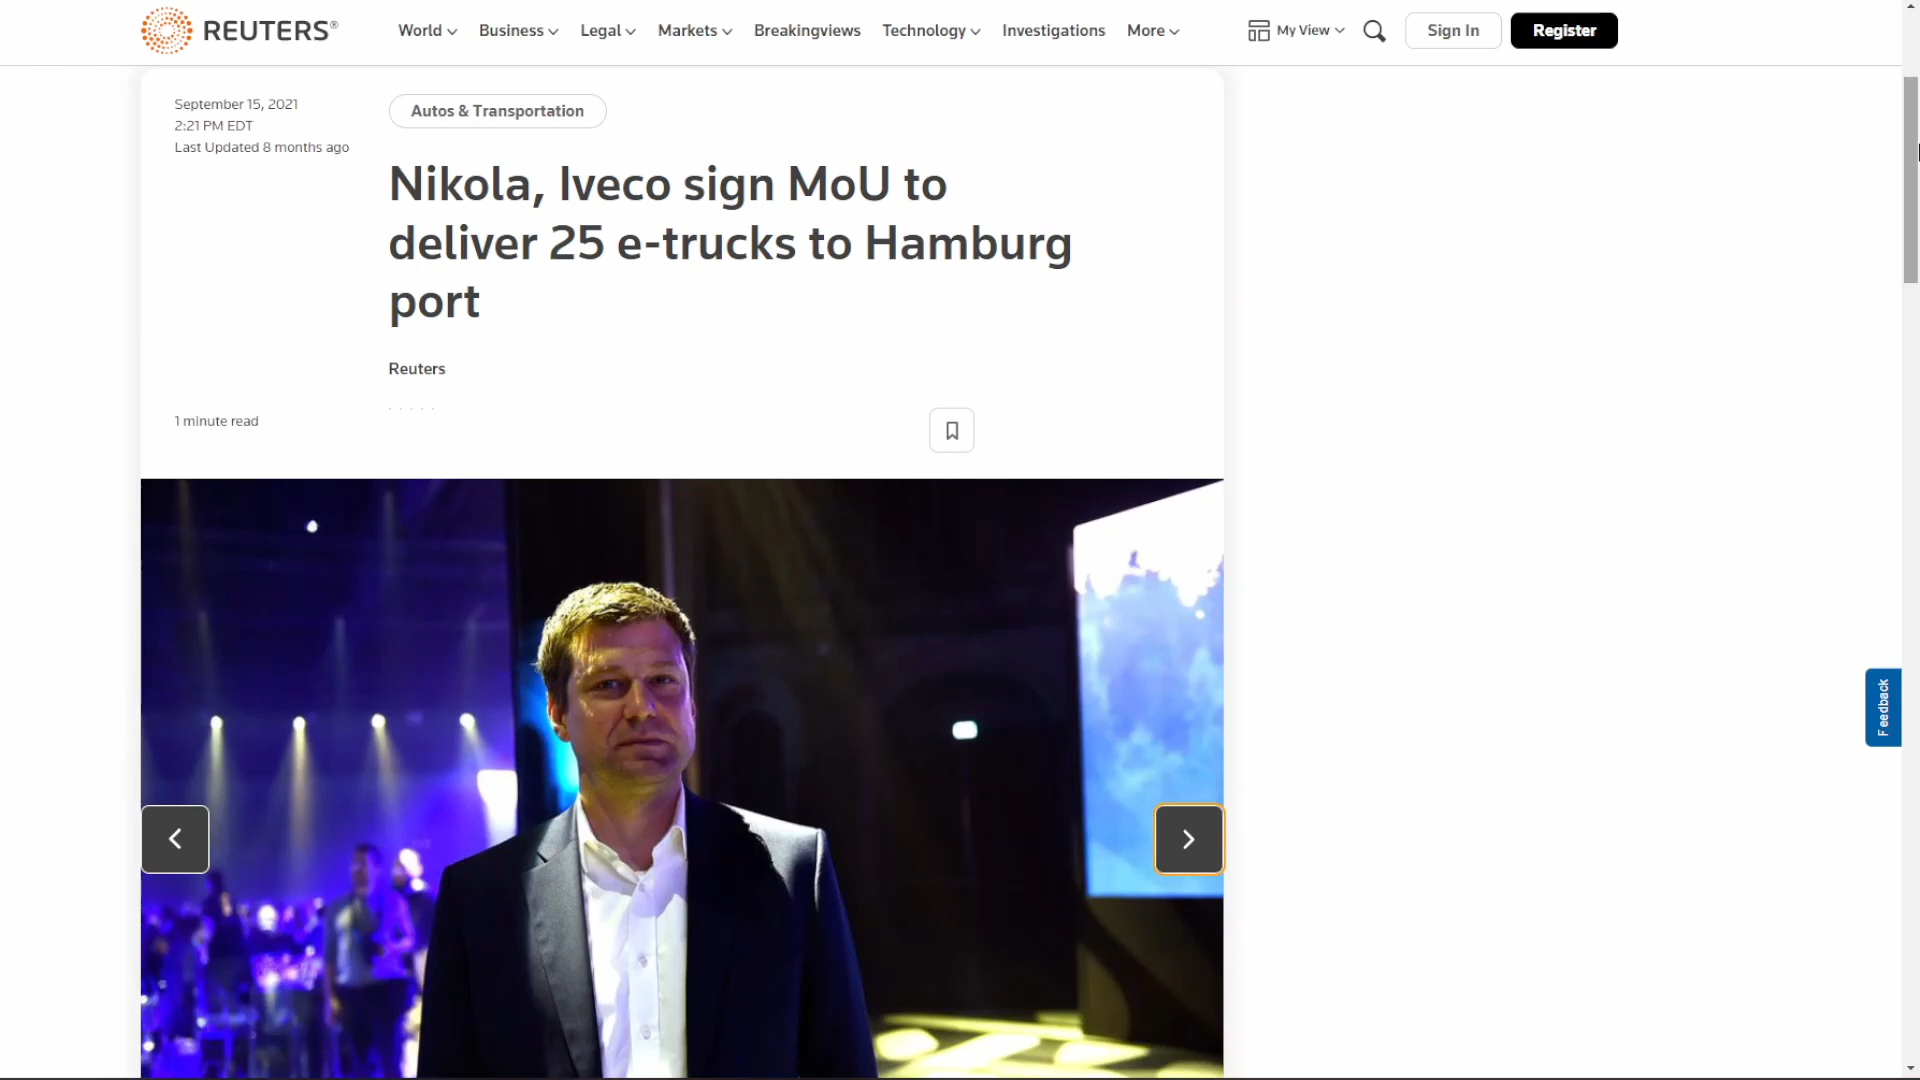 REUTERS®
World
Business
Legal
Markets
Breakingviews
Technology
Investigations
More
My View
Sign In
Register
September 15, 2021
2:21 PM EDT
Last Updated 8 months ago
Autos & Transportation
Nikola, Iveco sign MoU to
deliver 25 e-trucks to Hamburg
port
Reuters
1 minute read
Feedback